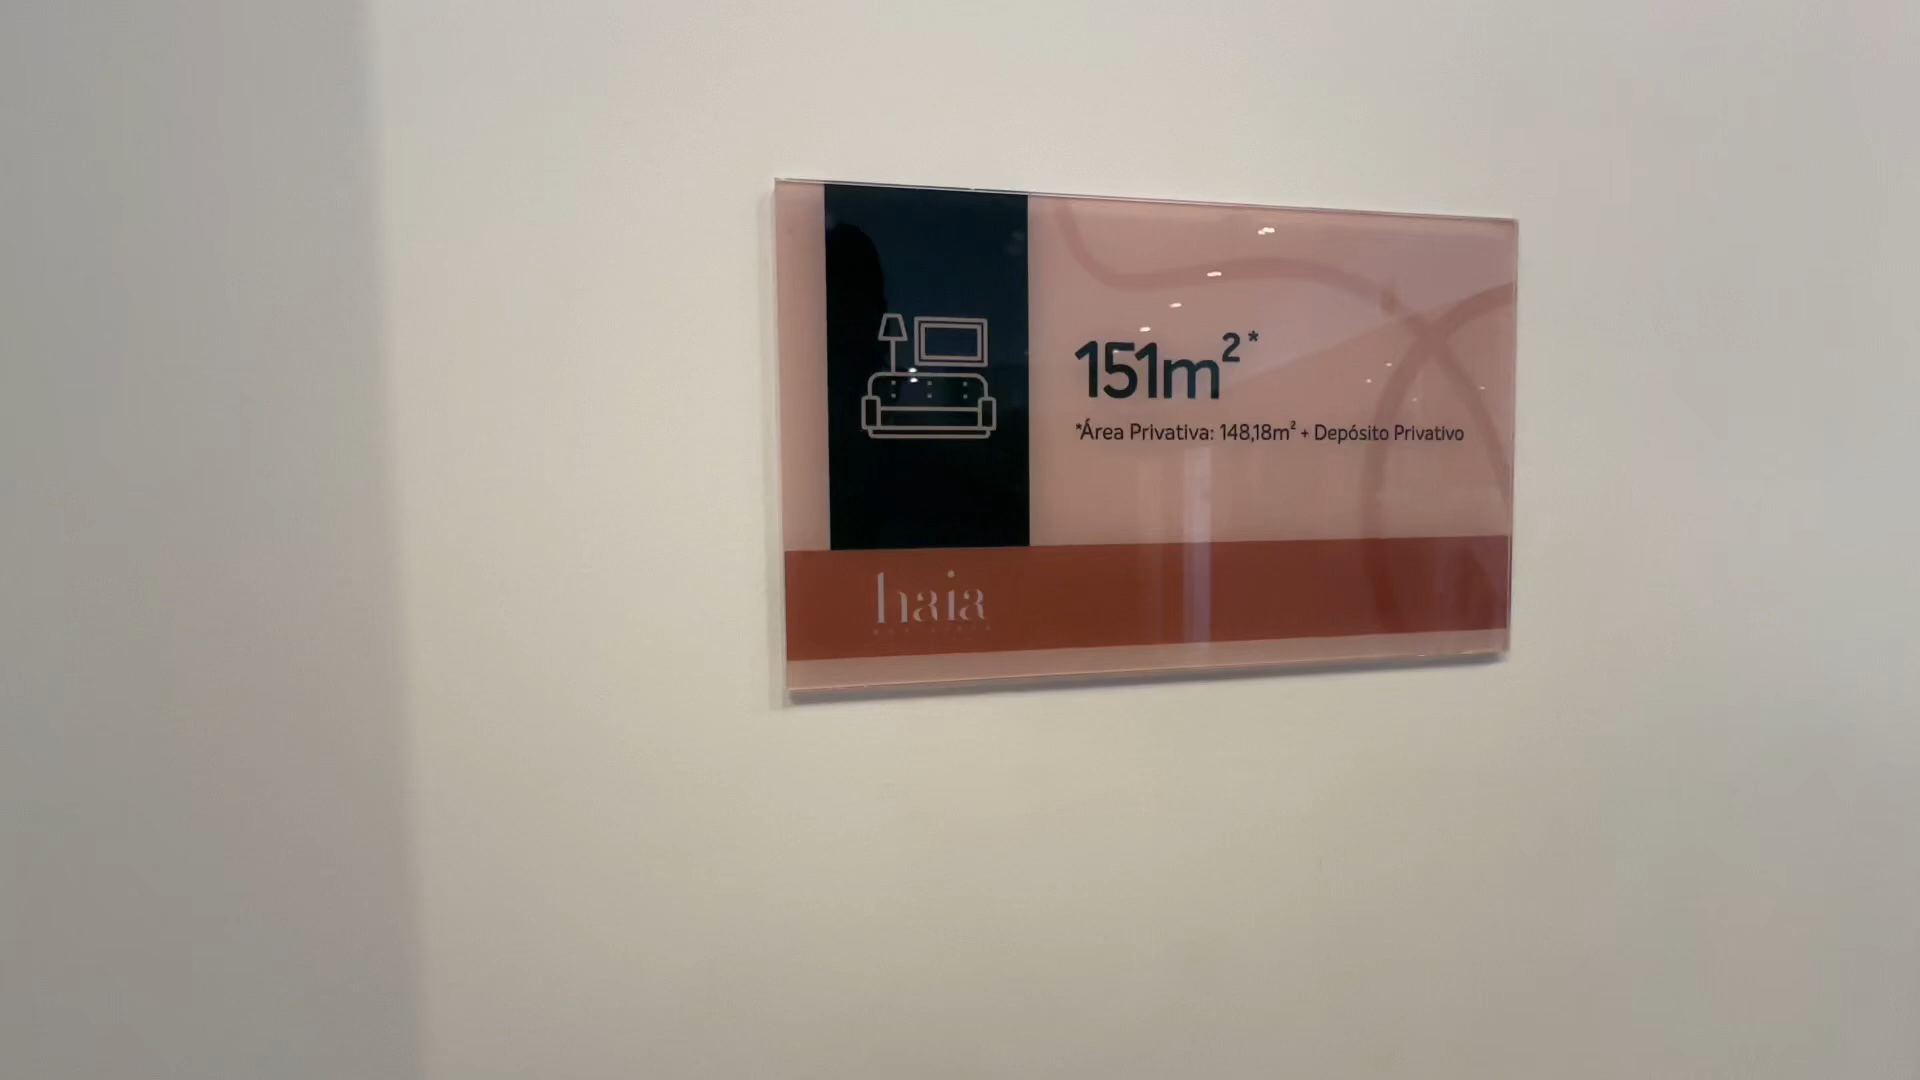 151m²*
*Área Privativa: 148,18m² + Depósito Privativo
haia